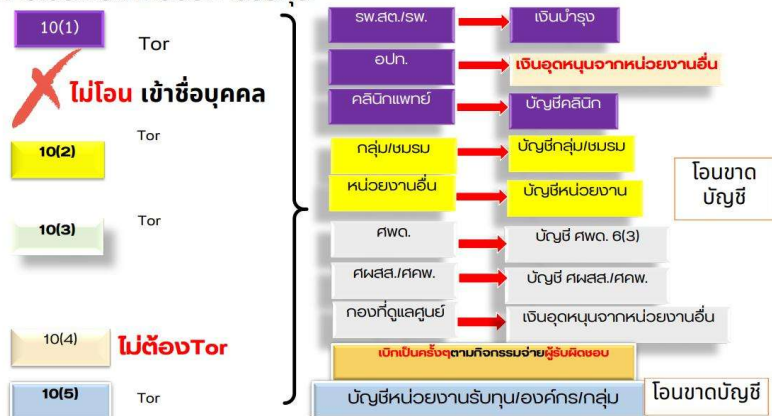 10(1)
Tor
ไม่โอน เข้าชื่อบุคคล
10(2)
Tor
10(3)
Tor
10(4)
ไม่ต้องTor
10(5)
Tor
รพ.สต./รพ.
เงินบำรุง
อปท.
เงินอุดหนุนจากหน่วยงานอื่น
คลินิกแพทย์
บัญชีคลินิก
กลุ่ม/ชมรม
บัญชีกลุ่ม/ชมรม
หน่วยงานอื่น
บัญชีหน่วยงาน
ศพด.
บัญชี ศพด. 6(3)
ศผสส./ศคพ.
บัญชี ศผสส./ศคพ.
กองที่ดูแลศูนย์
เงินอุดหนุนจากหน่วยงานอื่น
เบิกเป็นครั้งๆตามกิจกรรมจ่ายผู้รับผิดชอบ
บัญชีหน่วยงานรับทุน/องค์กร/กลุ่ม
โอนขาด
บัญชี
โอนขาดบัญชี